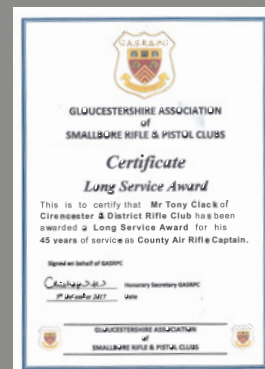 G.A.S.R.P.C.
GLOUCESTERSHIRE ASSOCIATION
of
SMALLBORE RIFLE & PISTOL CLUBS
Certificate
Long Service Award
This is to certify that Mr Tony Clack of
Cirencester & District Rifle Club has been
awarded a Long Service Award for his
45 years of service as County Air Rifle Captain.
Signed on behalf of GASRPC
Honorary Secretary GASRPC
2017 Date
GLOUCESTERSHIRE ASSOCIATION
of
SMALLBORE RIFLE & PISTOL CLUBS